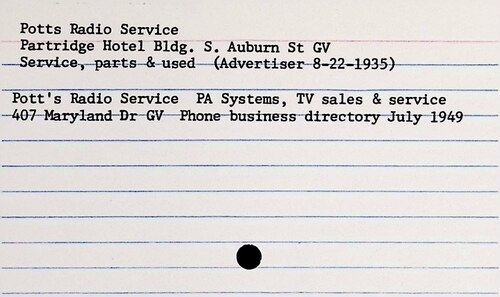 Potts Radio Service
Partridge Hotel Bldg. S. Auburn St GV
Service, parts & used (Advertiser 8-22-1935)
Pott's Radio Service PA Systems, TV sales & service
407 Maryland Dr GV Phone business directory July 1949